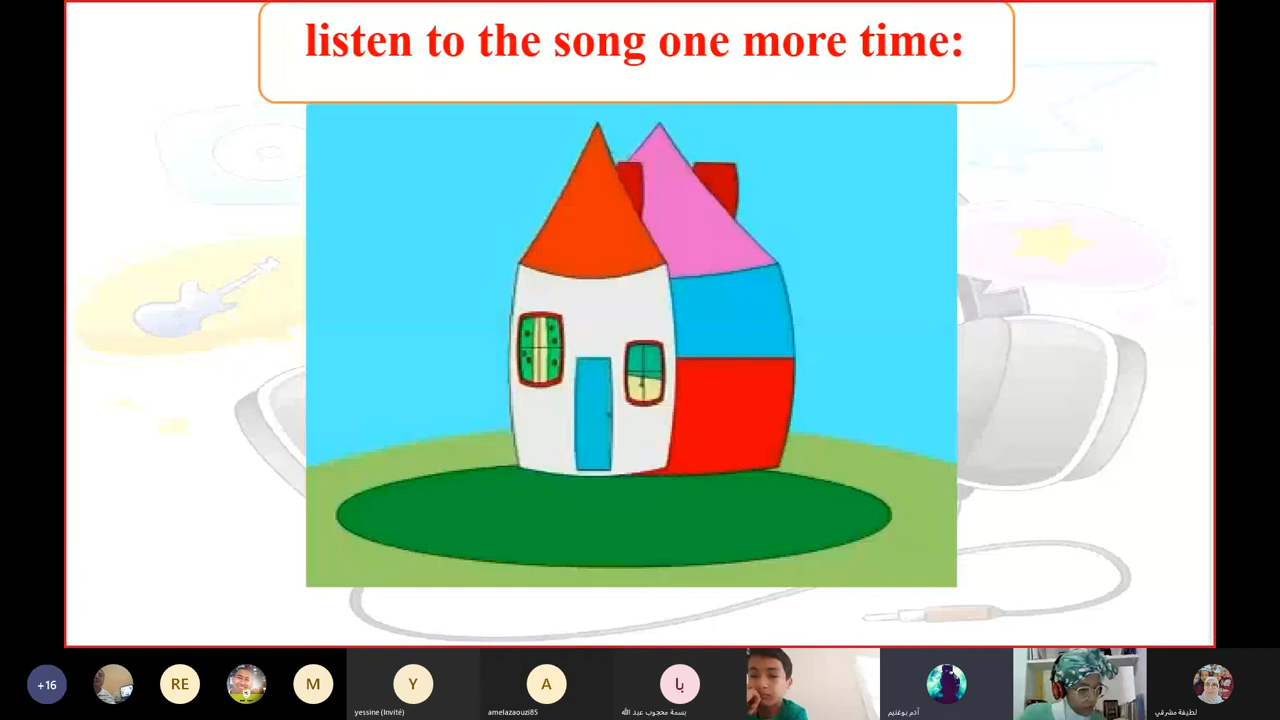 listen to the song one more time:
+16
RE
M
Y
A
با
yessine (Invité)
amelazaouzi85
بسمة محجوب عبد الله
آدم بوغنيم
لطيفة مشرقي